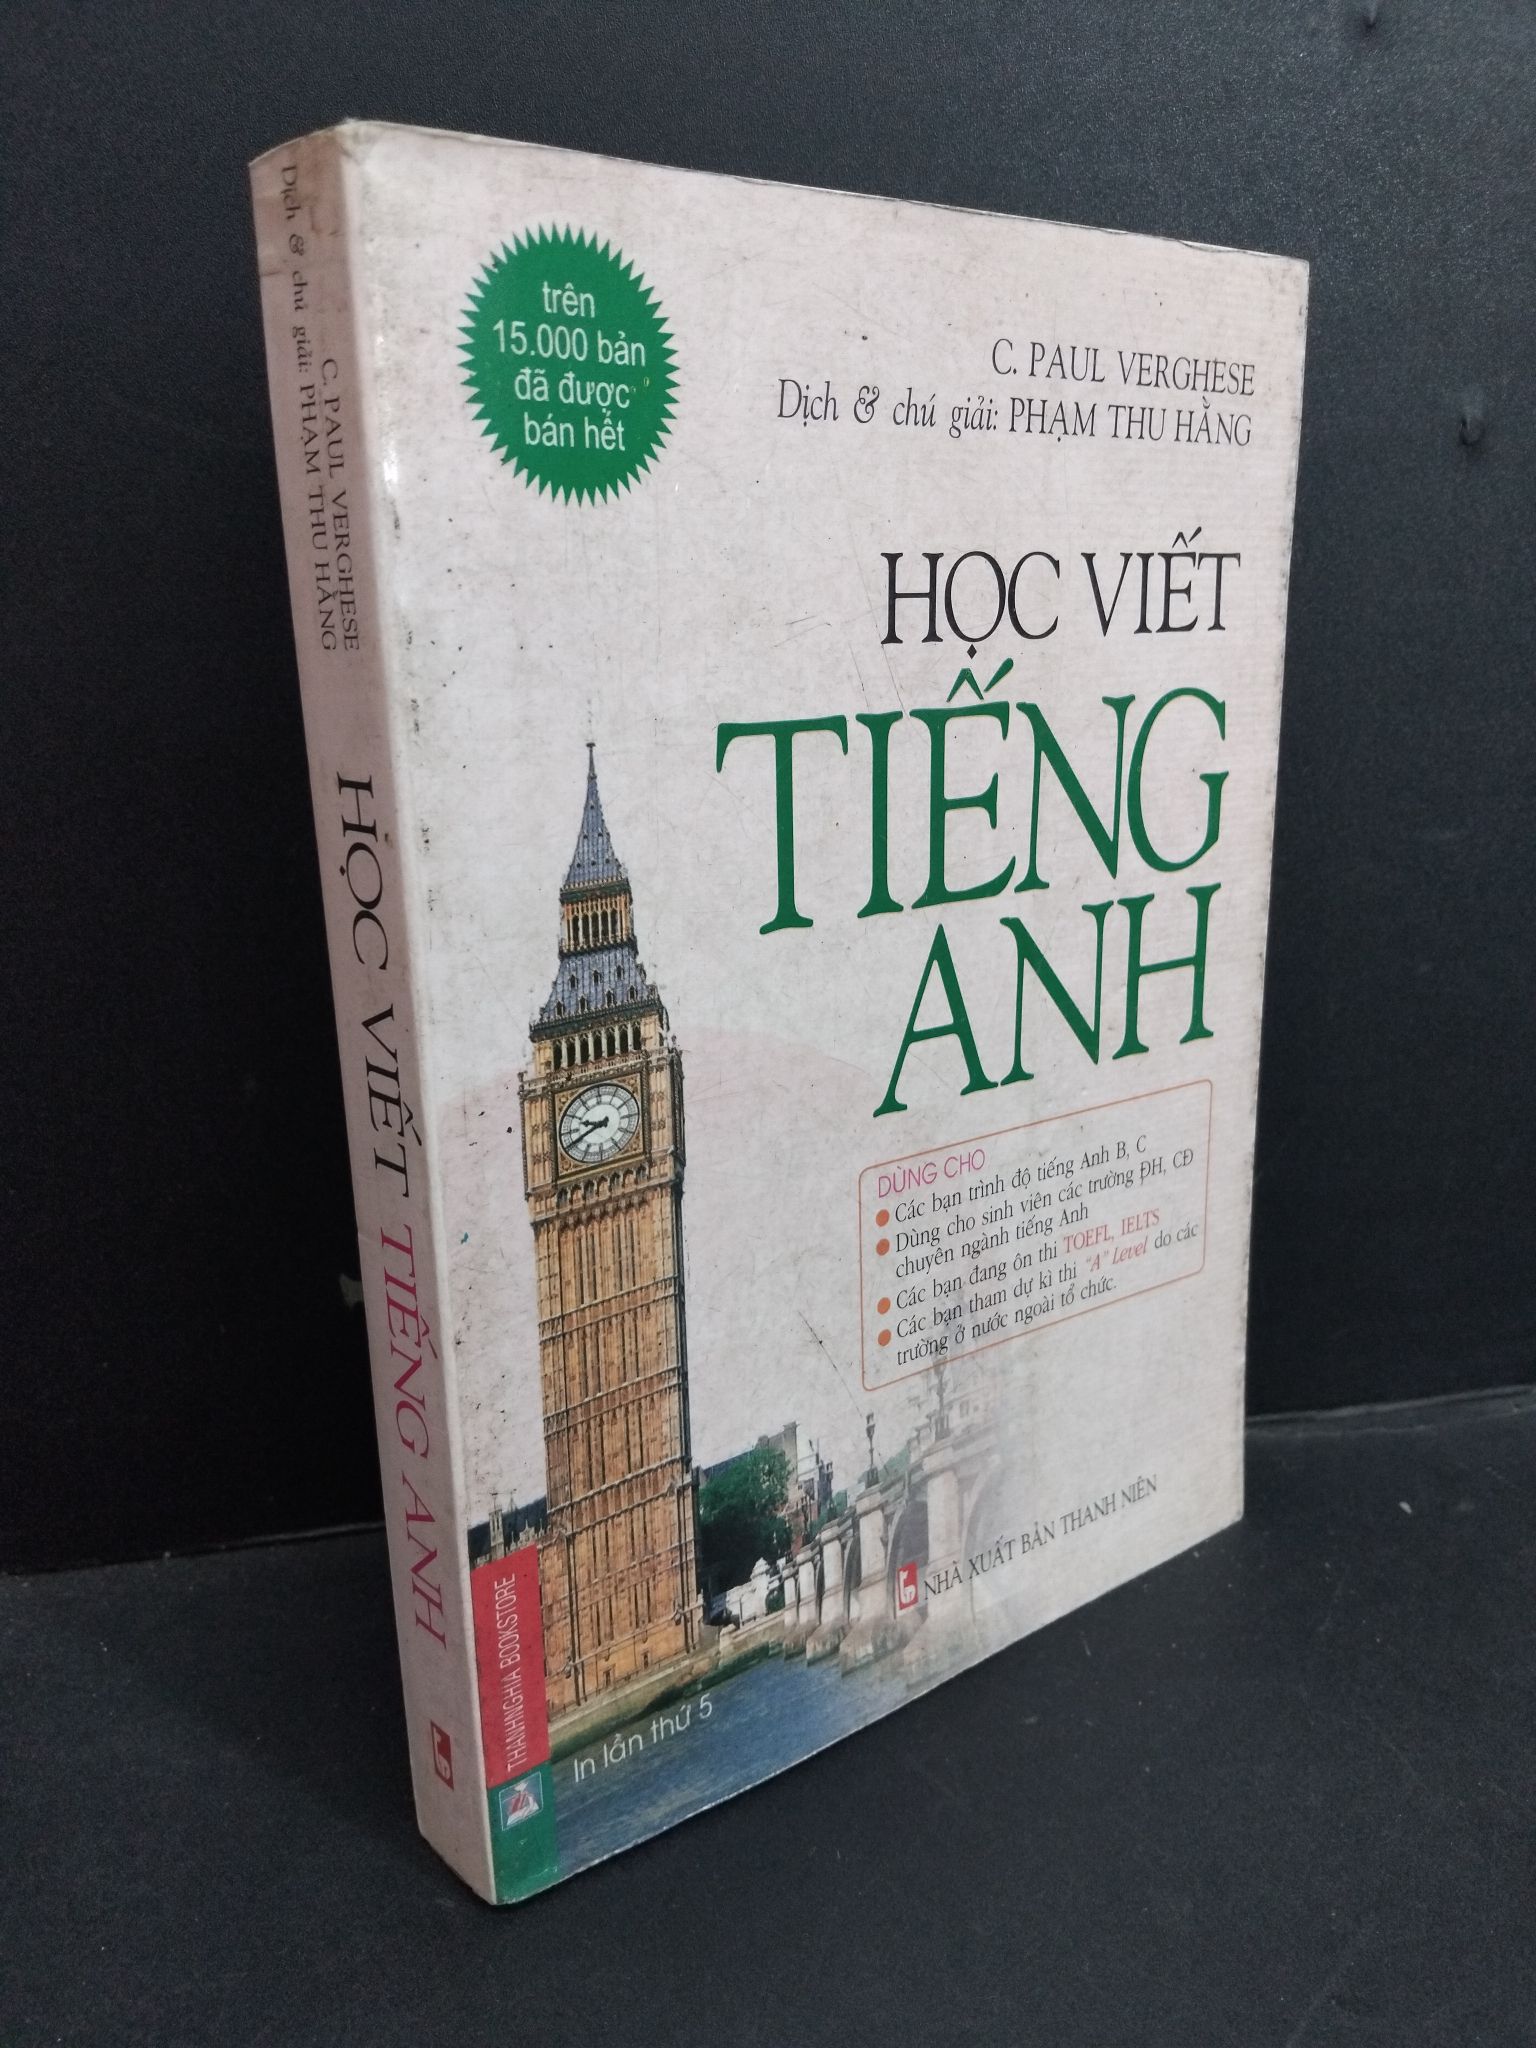 Dịch & chú giải: PHẠM THU HẰNG
C. PAUL VERGHESE
HỌC VIẾT TIẾNG ANH
trên
15.000 bản
đã được
bán hết
C. PAUL VERGHESE
Dịch & chú giải: PHẠM THU HẰNG
HỌC VIẾT
TIẾNG
ANH
DÙNG CHO
Các bạn trình độ tiếng Anh B, C
Dùng cho sinh viên các trường ĐH, CĐ
chuyên ngành tiếng Anh
Các bạn đang ôn thi TOEFL, IELTS
Các bạn tham dự kì thi "A" Level do các
trường ở nước ngoài tổ chức.
NHÀ XUẤT BẢN THANH NIÊN
THANHNGHIA BOOKSTORE
In lần thứ 5